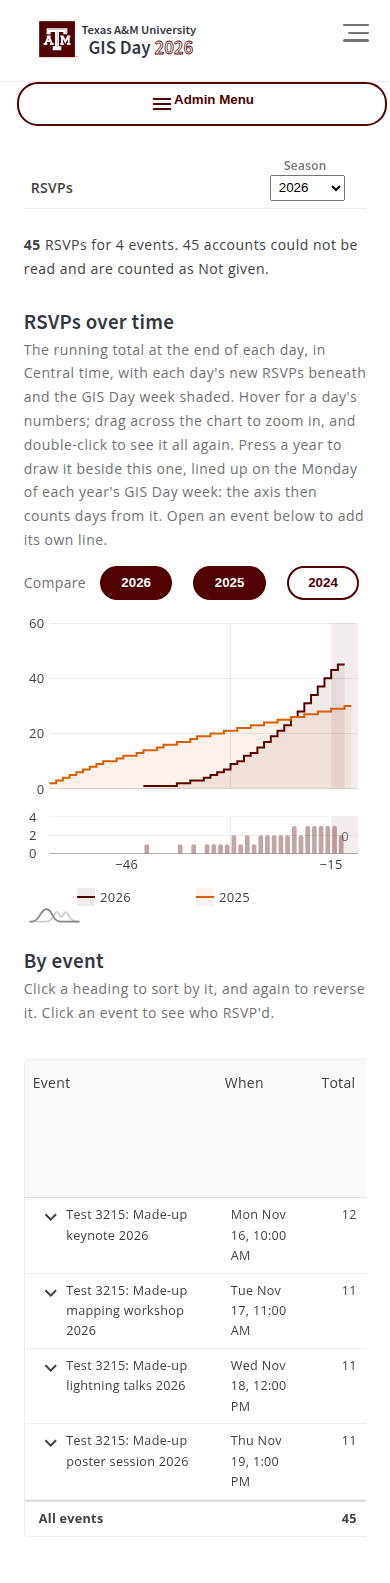 Texas A&M University
GIS Day 2026
Admin Menu
Season
RSVPs
2026
45 RSVPs for 4 events. 45 accounts could not be
read and are counted as Not given.
RSVPs over time
The running total at the end of each day, in
Central time, with each day's new RSVPs beneath
and the GIS Day week shaded. Hover for a day's
numbers; drag across the chart to zoom in, and
double-click to see it all again. Press a year to
draw it beside this one, lined up on the Monday
of each year's GIS Day week: the axis then
counts days from it. Open an event below to add
its own line.
Compare 2026 2025 2024
60
40
20
0
4
2
0
0
−46 −15
2026 2025
By event
Click a heading to sort by it, and again to reverse
it. Click an event to see who RSVP'd.
Event When Total
Test 3215: Made-up Mon Nov 12
keynote 2026 16, 10:00
AM
Test 3215: Made-up Tue Nov 11
mapping workshop 17, 11:00
2026 AM
Test 3215: Made-up Wed Nov 11
lightning talks 2026 18, 12:00
PM
Test 3215: Made-up Thu Nov 11
poster session 2026 19, 1:00
PM
All events 45